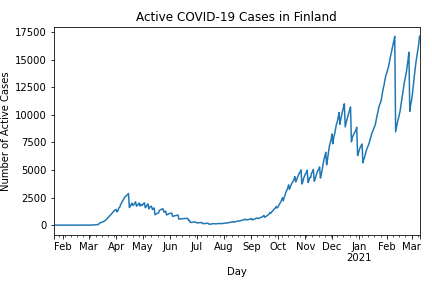 Active COVID-19 Cases in Finland
17500
15000
12500
10000
7500
5000
2500
0
Number of Active Cases
Feb Mar Apr May Jun Jul Aug Sep Oct Nov Dec Jan Feb Mar
2021
Day